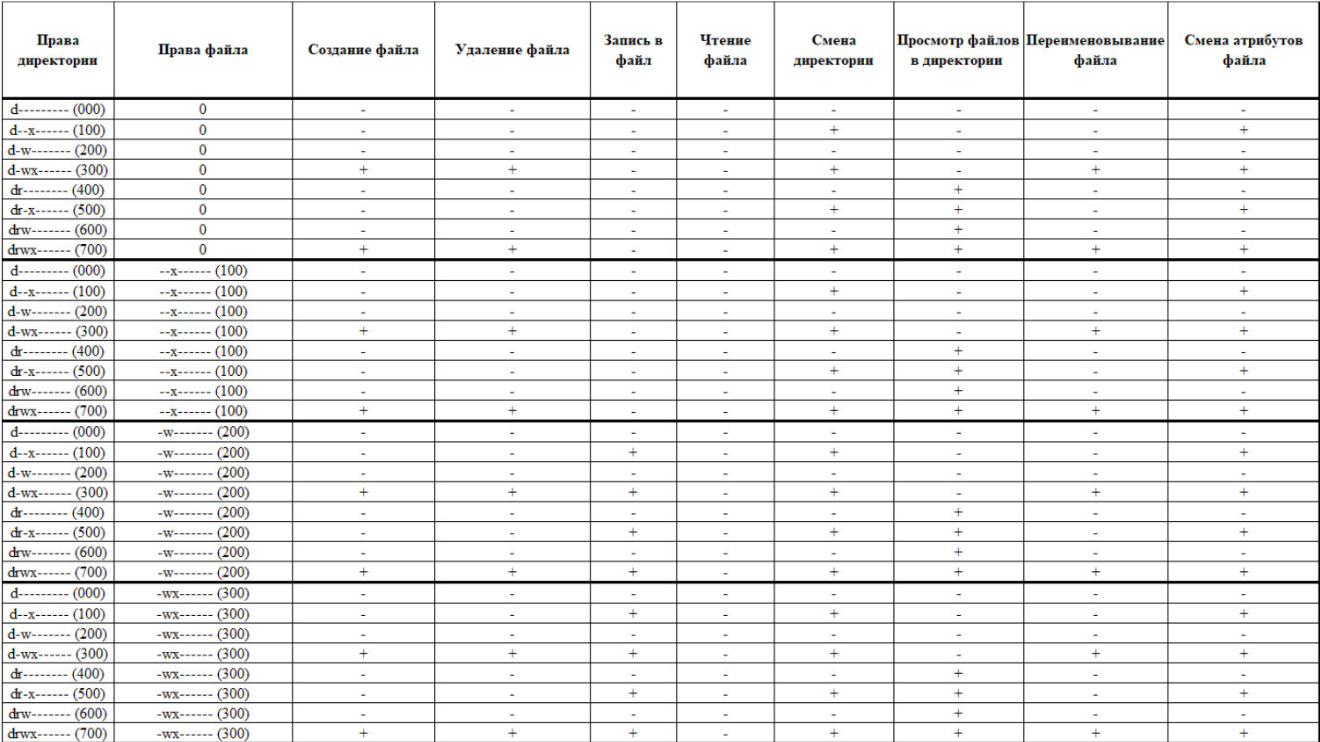 Права директории | Права файла | Создание файла | Удаление файла | Запись в файл | Чтение файла | Смена директории | Просмотр файлов в директории | Переименовывание файла | Смена атрибутов файла
d--------- (000) | 0 | - | - | - | - | - | - | - | -
d--x------ (100) | 0 | - | - | - | - | + | - | - | +
d-w------- (200) | 0 | - | - | - | - | - | - | - | -
d-wx------ (300) | 0 | + | + | - | - | + | - | + | +
dr-------- (400) | 0 | - | - | - | - | - | + | - | -
dr-x------ (500) | 0 | - | - | - | - | + | + | - | +
drw------- (600) | 0 | - | - | - | - | - | + | - | -
drwx------ (700) | 0 | + | + | - | - | + | + | + | +
d--------- (000) | --x------ (100) | - | - | - | - | - | - | - | -
d--x------ (100) | --x------ (100) | - | - | - | - | + | - | - | +
d-w------- (200) | --x------ (100) | - | - | - | - | - | - | - | -
d-wx------ (300) | --x------ (100) | + | + | - | - | + | - | + | +
dr-------- (400) | --x------ (100) | - | - | - | - | - | + | - | -
dr-x------ (500) | --x------ (100) | - | - | - | - | + | + | - | +
drw------- (600) | --x------ (100) | - | - | - | - | - | + | - | -
drwx------ (700) | --x------ (100) | + | + | - | - | + | + | + | +
d--------- (000) | -w------- (200) | - | - | - | - | - | - | - | -
d--x------ (100) | -w------- (200) | - | - | + | - | + | - | - | +
d-w------- (200) | -w------- (200) | - | - | - | - | - | - | - | -
d-wx------ (300) | -w------- (200) | + | + | + | - | + | - | + | +
dr-------- (400) | -w------- (200) | - | - | - | - | - | + | - | -
dr-x------ (500) | -w------- (200) | - | - | + | - | + | + | - | +
drw------- (600) | -w------- (200) | - | - | - | - | - | + | - | -
drwx------ (700) | -w------- (200) | + | + | + | - | + | + | + | +
d--------- (000) | -wx------ (300) | - | - | - | - | - | - | - | -
d--x------ (100) | -wx------ (300) | - | - | + | - | + | - | - | +
d-w------- (200) | -wx------ (300) | - | - | - | - | - | - | - | -
d-wx------ (300) | -wx------ (300) | + | + | + | - | + | - | + | +
dr-------- (400) | -wx------ (300) | - | - | - | - | - | + | - | -
dr-x------ (500) | -wx------ (300) | - | - | + | - | + | + | - | +
drw------- (600) | -wx------ (300) | - | - | - | - | - | + | - | -
drwx------ (700) | -wx------ (300) | + | + | + | - | + | + | + | +